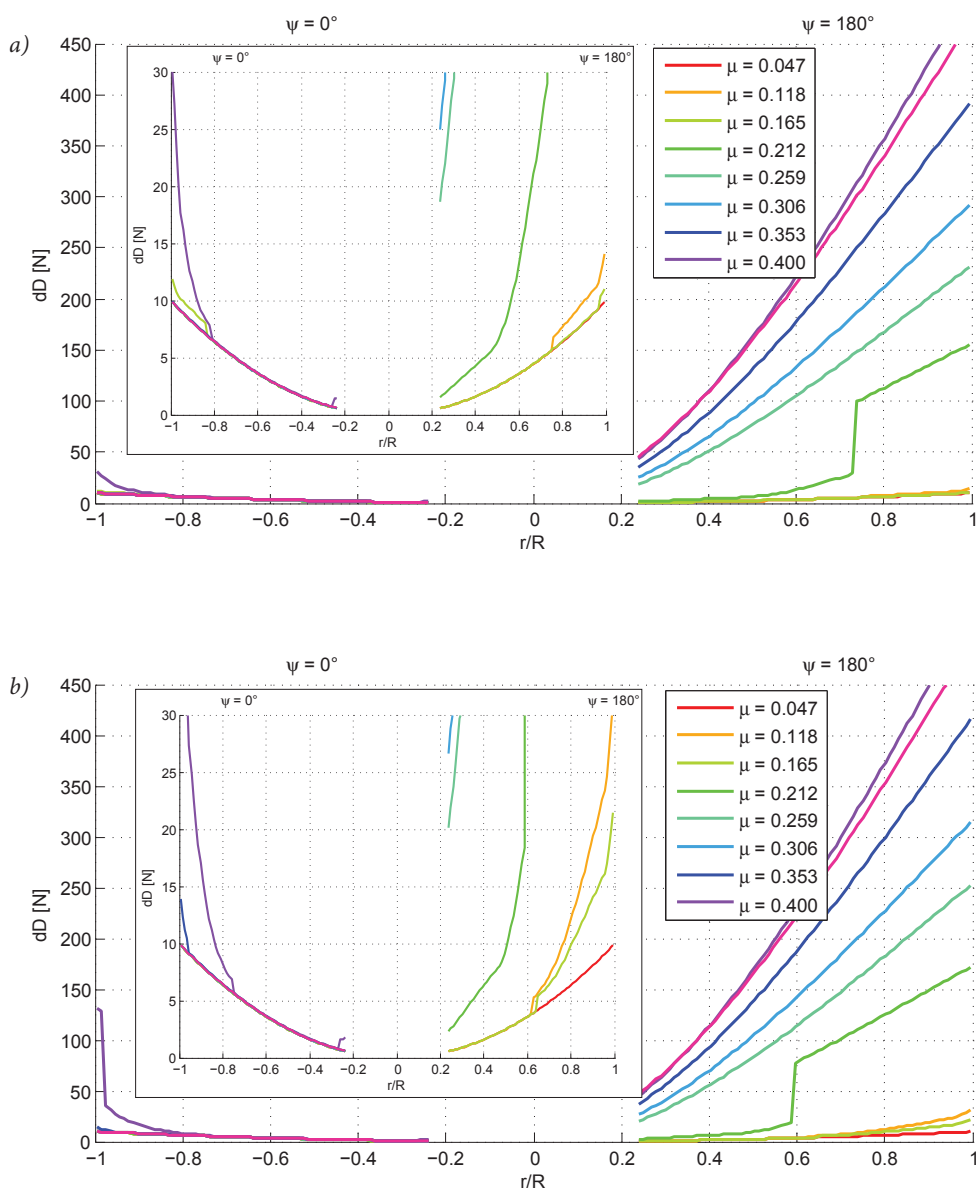 ψ = 0°
ψ = 180°
a)
450
400
350
300
250
200
150
100
50
0
dD [N]
−1
−0.8
−0.6
−0.4
−0.2
0
0.2
0.4
0.6
0.8
1
r/R
ψ = 0°
ψ = 180°
30
25
20
15
10
5
0
dD [N]
−1
−0.8
−0.6
−0.4
−0.2
0
0.2
0.4
0.6
0.8
1
r/R
μ = 0.047
μ = 0.118
μ = 0.165
μ = 0.212
μ = 0.259
μ = 0.306
μ = 0.353
μ = 0.400
ψ = 0°
ψ = 180°
b)
450
400
350
300
250
200
150
100
50
0
dD [N]
−1
−0.8
−0.6
−0.4
−0.2
0
0.2
0.4
0.6
0.8
1
r/R
ψ = 0°
ψ = 180°
30
25
20
15
10
5
0
dD [N]
−1
−0.8
−0.6
−0.4
−0.2
0
0.2
0.4
0.6
0.8
1
r/R
μ = 0.047
μ = 0.118
μ = 0.165
μ = 0.212
μ = 0.259
μ = 0.306
μ = 0.353
μ = 0.400